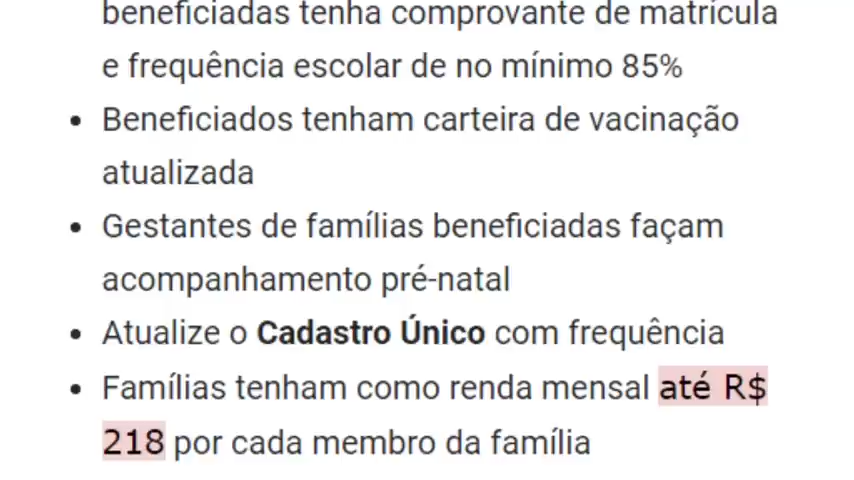 beneficiadas tenha comprovante de matrícula
e frequência escolar de no mínimo 85%
Beneficiados tenham carteira de vacinação
atualizada
Gestantes de famílias beneficiadas façam
acompanhamento pré-natal
Atualize o Cadastro Único com frequência
Famílias tenham como renda mensal até R$
218 por cada membro da família